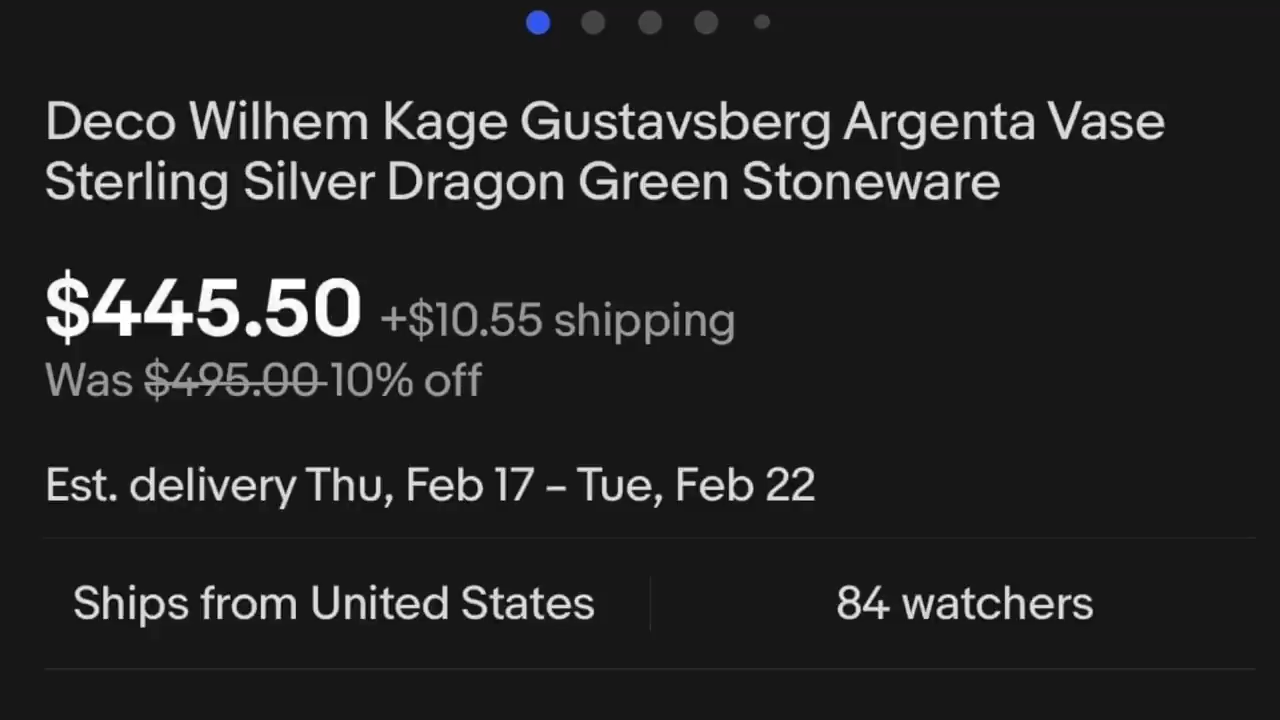 Deco Wilhem Kage Gustavsberg Argenta Vase
Sterling Silver Dragon Green Stoneware
$445.50 +$10.55 shipping
Was $495.00 10% off
Est. delivery Thu, Feb 17 – Tue, Feb 22
Ships from United States
84 watchers